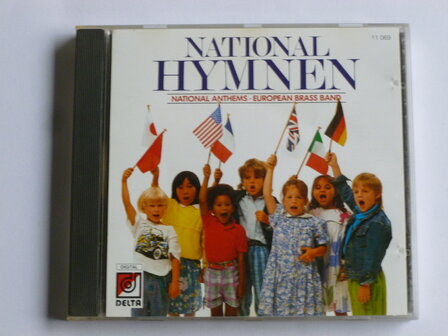 11 069
NATIONAL
HYMNEN
NATIONAL ANTHEMS - EUROPEAN BRASS BAND
DIGITAL
DELTA